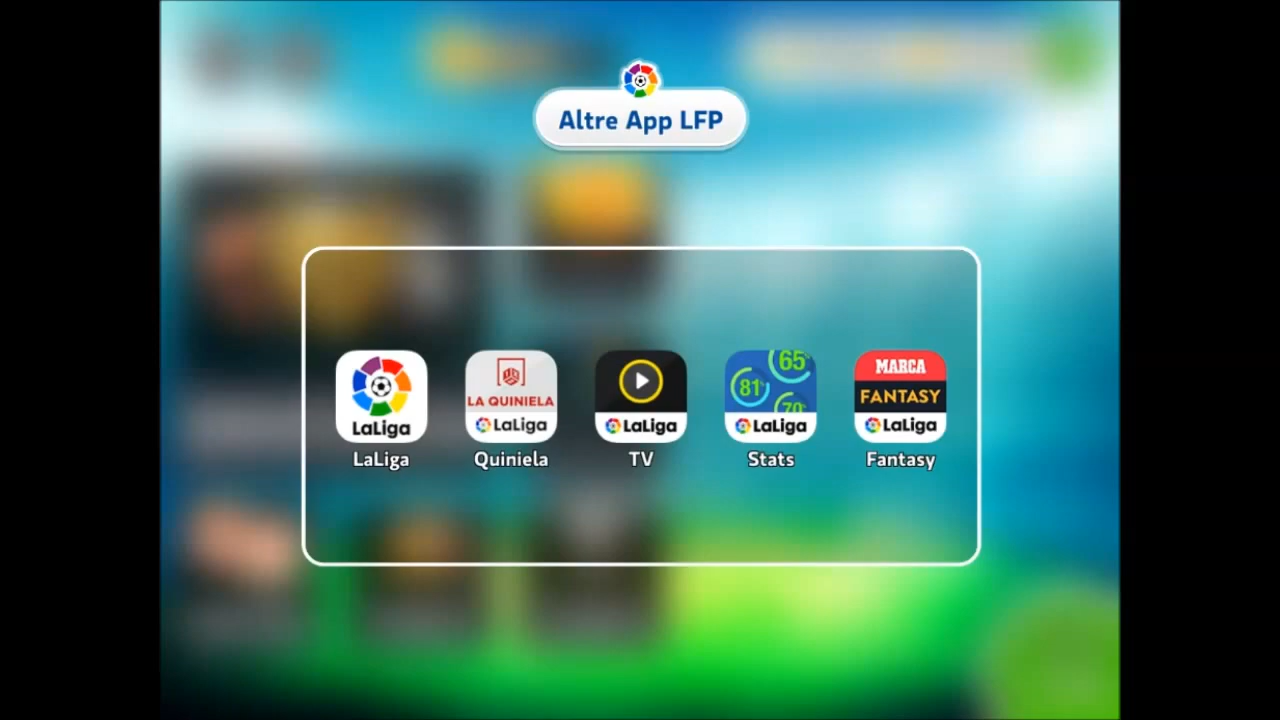 Altre App LFP
LaLiga
LA QUINIELA
LaLiga
LaLiga
65
81
70
LaLiga
MARCA
FANTASY
LaLiga
LaLiga
Quiniela
TV
Stats
Fantasy